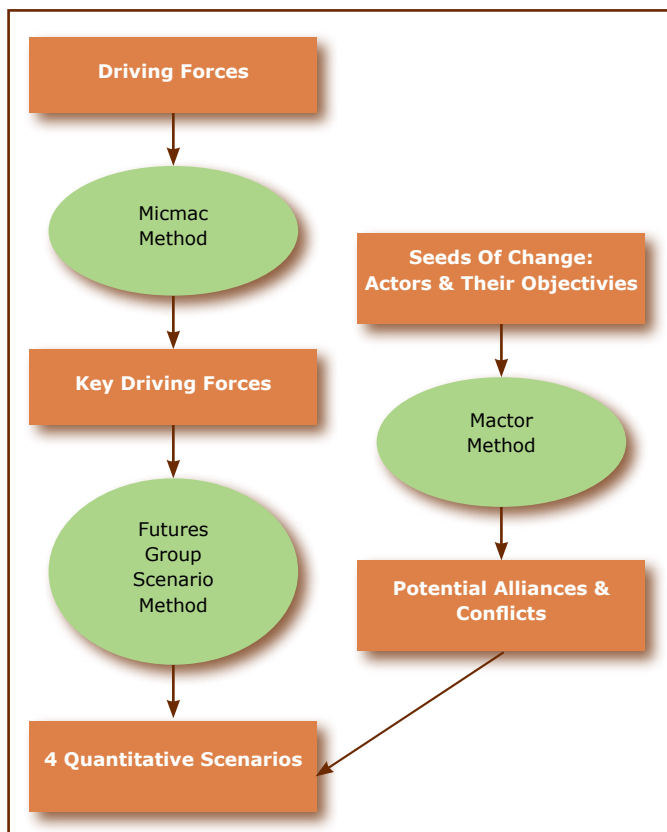 Driving Forces
Micmac
Method
Key Driving Forces
Futures
Group
Scenario
Method
4 Quantitative Scenarios
Seeds Of Change:
Actors & Their Objectivies
Mactor
Method
Potential Alliances &
Conflicts